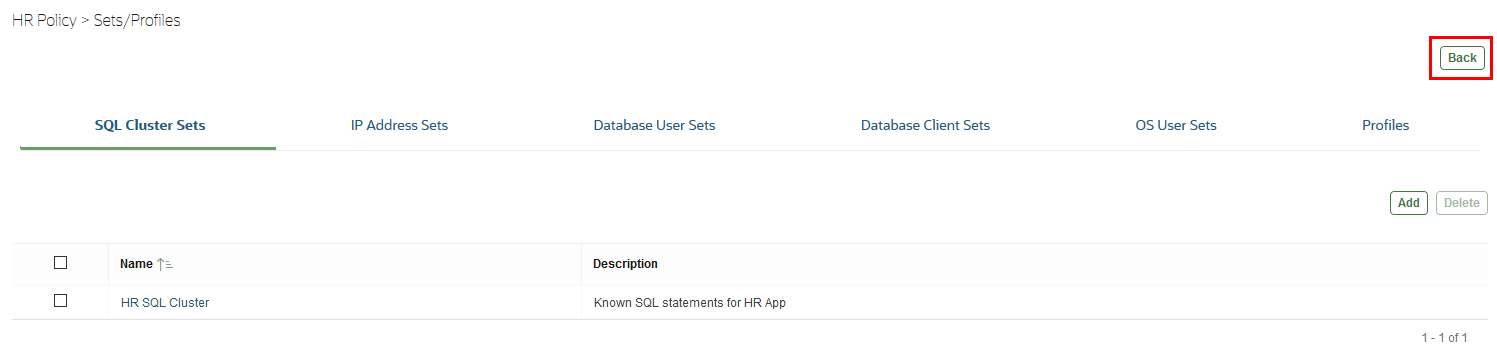 HR Policy > Sets/Profiles
Back
SQL Cluster Sets IP Address Sets Database User Sets Database Client Sets OS User Sets Profiles
Add Delete
Name Description
HR SQL Cluster Known SQL statements for HR App
1 - 1 of 1